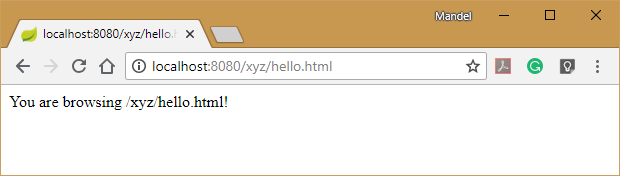 Mandel
localhost:8080/xyz/hello.h
localhost:8080/xyz/hello.html
You are browsing /xyz/hello.html!